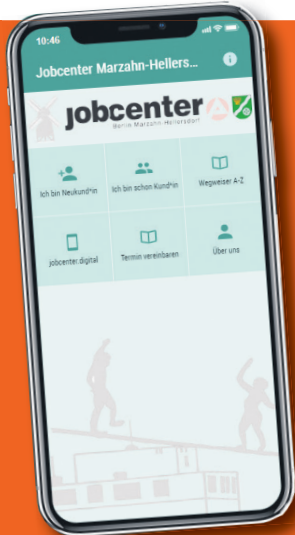 10:46
Jobcenter Marzahn-Hellers...
jobcenter
Berlin Marzahn-Hellersdorf
Ich bin Neukund*in
Ich bin schon Kund*in
Wegweiser A-Z
jobcenter.digital
Termin vereinbaren
Über uns